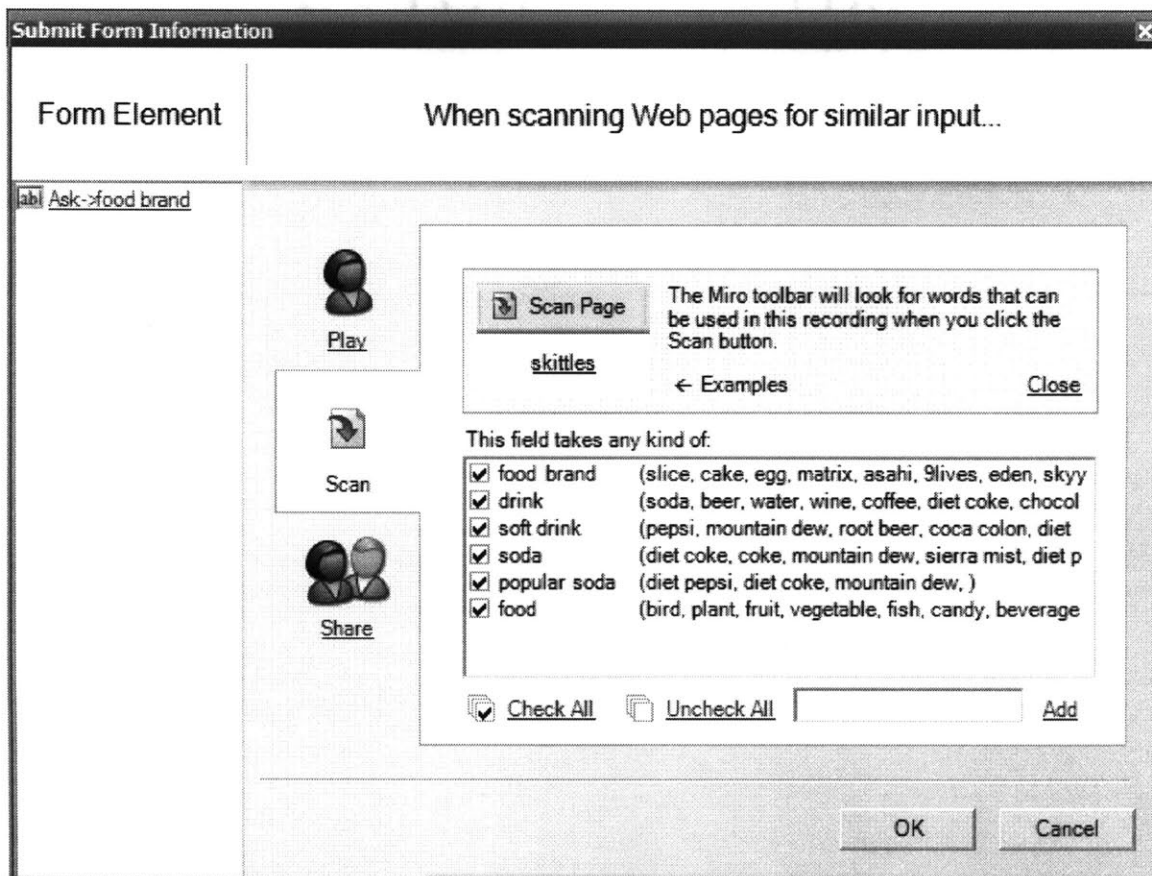 Submit Form Information
Form Element
When scanning Web pages for similar input...
abl Ask->food brand
Play
Scan
Share
Scan Page
skittles
The Miro toolbar will look for words that can
be used in this recording when you click the
Scan button.
← Examples
Close
This field takes any kind of:
food brand (slice, cake, egg, matrix, asahi, 9lives, eden, skyy
drink (soda, beer, water, wine, coffee, diet coke, chocol
soft drink (pepsi, mountain dew, root beer, coca colon, diet
soda (diet coke, coke, mountain dew, sierra mist, diet p
popular soda (diet pepsi, diet coke, mountain dew, )
food (bird, plant, fruit, vegetable, fish, candy, beverage
Check All Uncheck All Add
OK Cancel